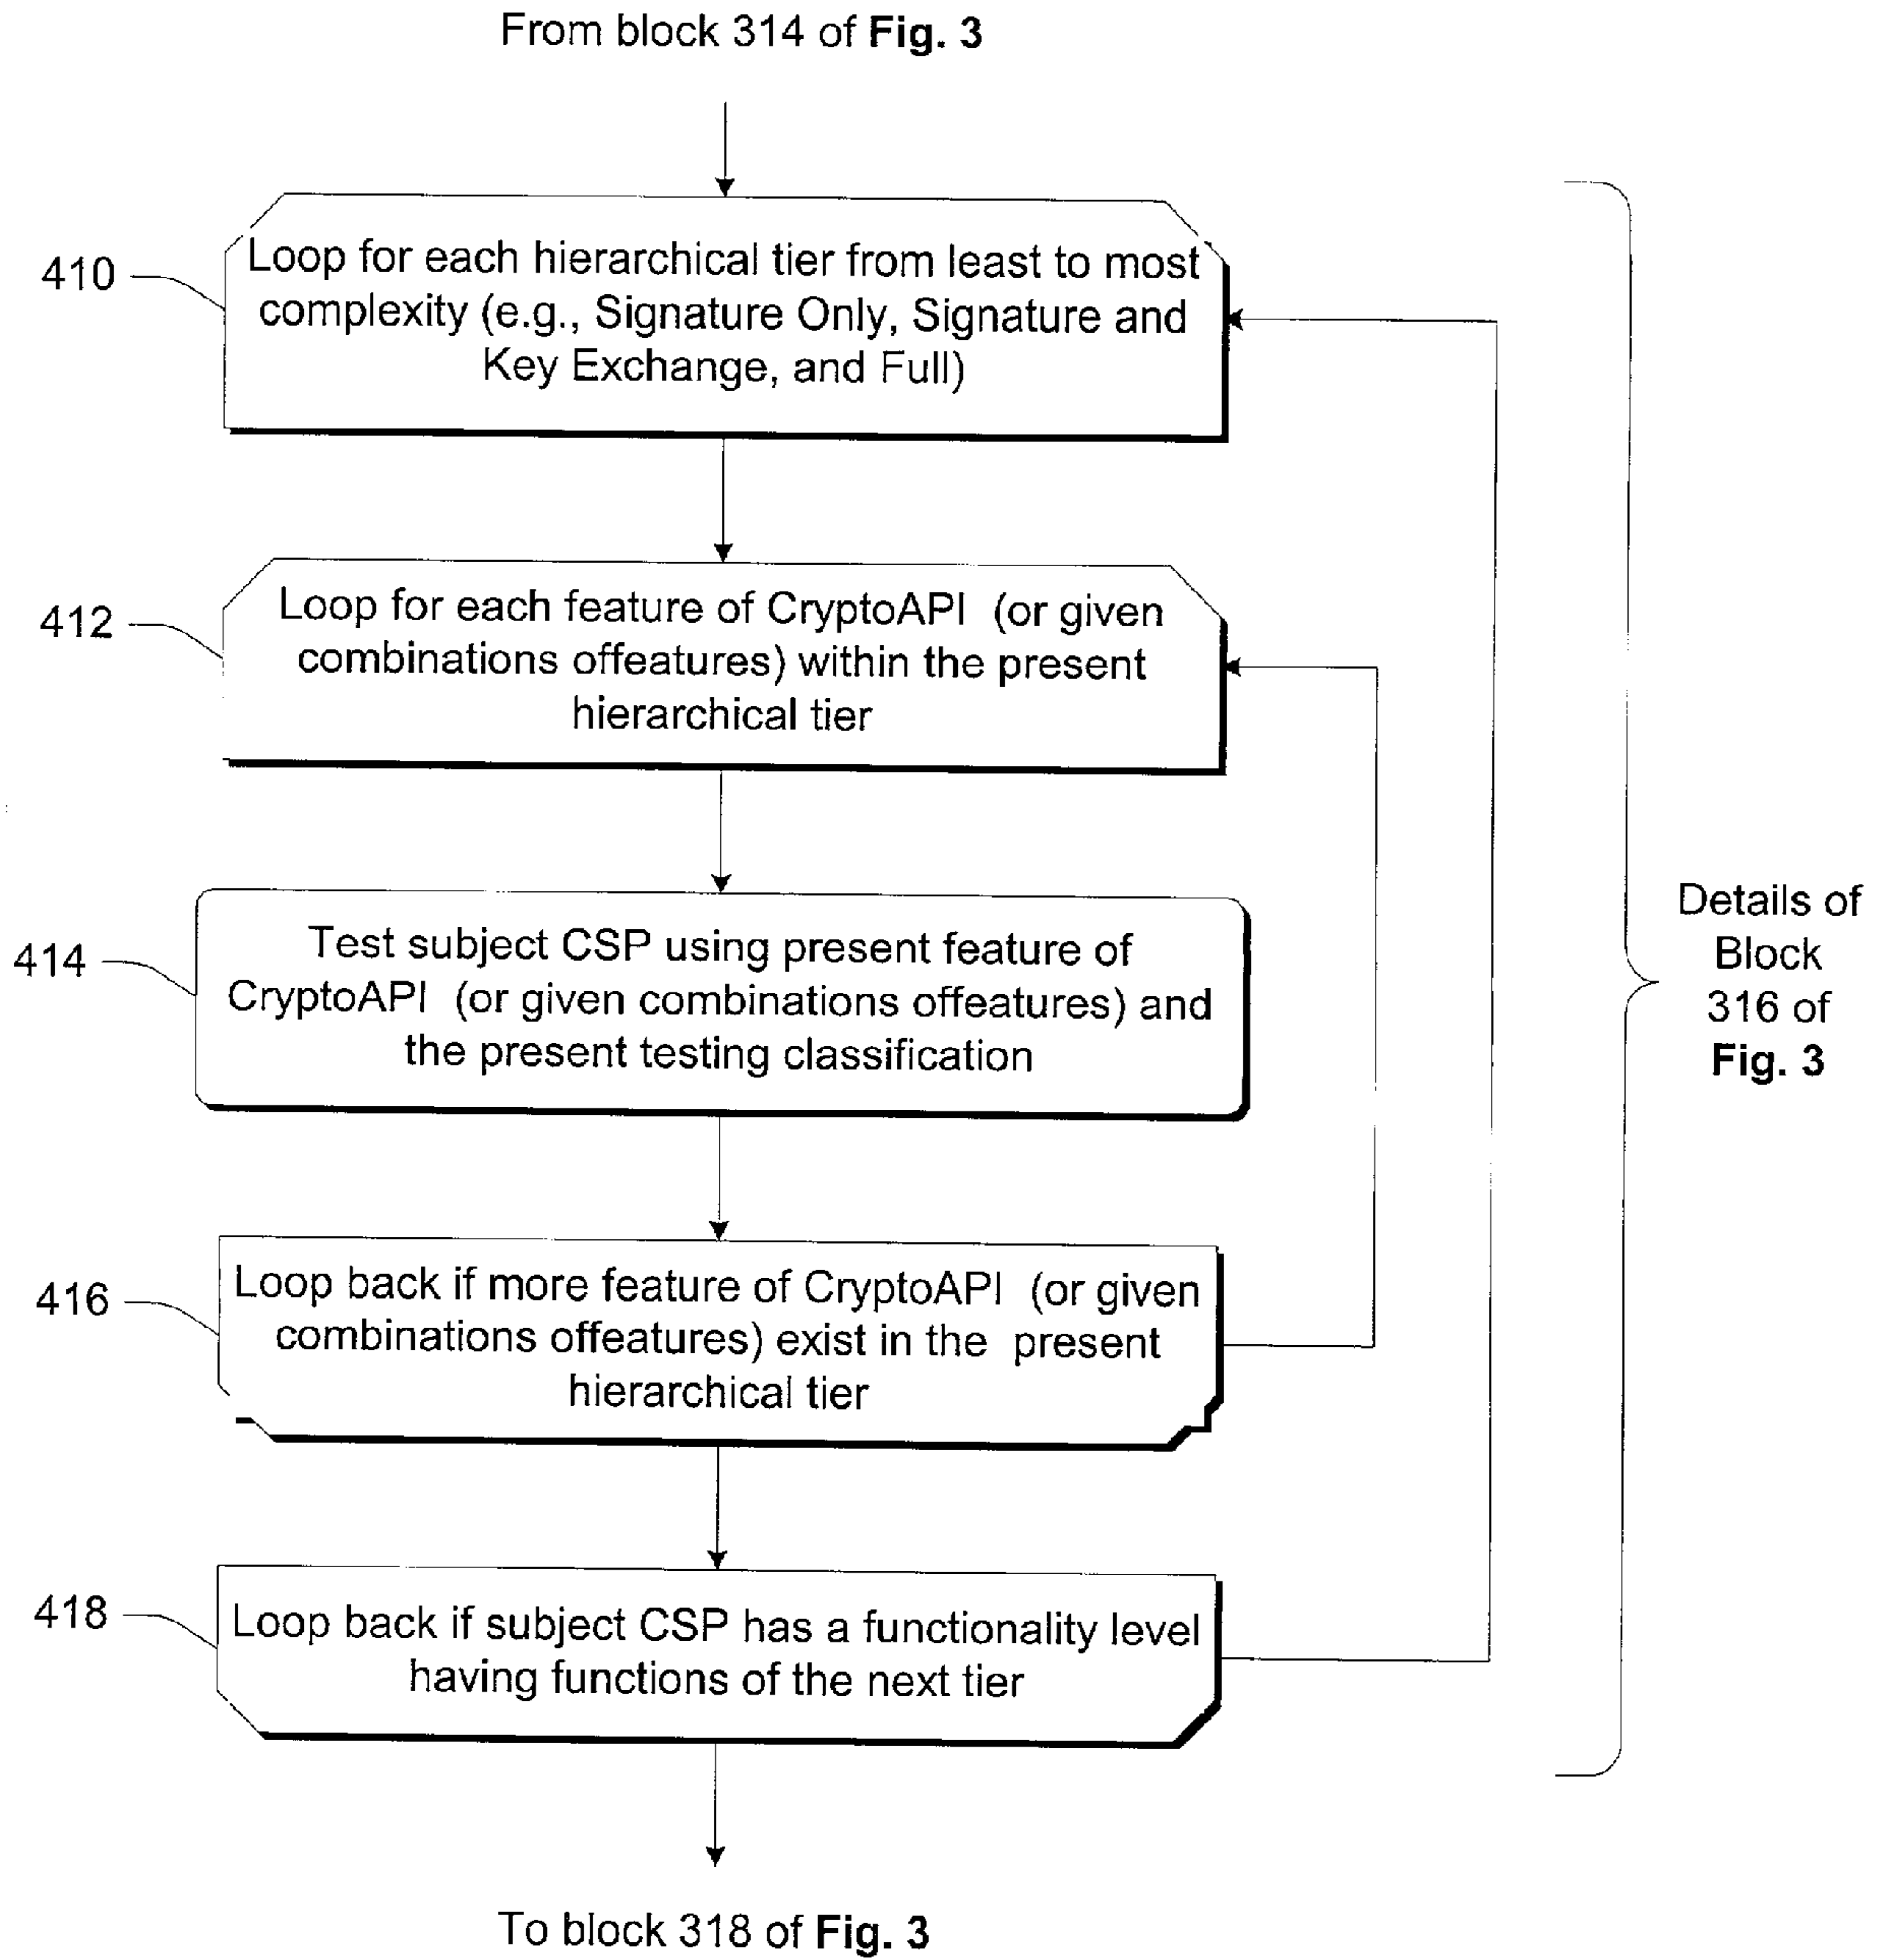 From block 314 of Fig. 3
410
Loop for each hierarchical tier from least to most
complexity (e.g., Signature Only, Signature and
Key Exchange, and Full)
412
Loop for each feature of CryptoAPI (or given
combinations offeatures) within the present
hierarchical tier
414
Test subject CSP using present feature of
CryptoAPI (or given combinations offeatures) and
the present testing classification
416
Loop back if more feature of CryptoAPI (or given
combinations offeatures) exist in the present
hierarchical tier
418
Loop back if subject CSP has a functionality level
having functions of the next tier
Details of
Block
316 of
Fig. 3
To block 318 of Fig. 3